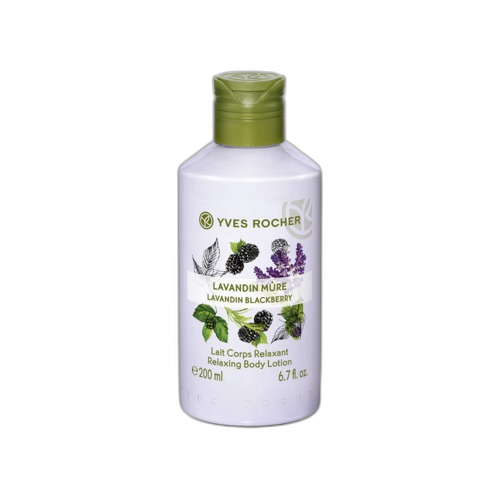 YVES ROCHER
LAVANDIN MÛRE
LAVANDIN BLACKBERRY
Lait Corps Relaxant
Relaxing Body Lotion
℮200 ml 6.7 fl. oz.